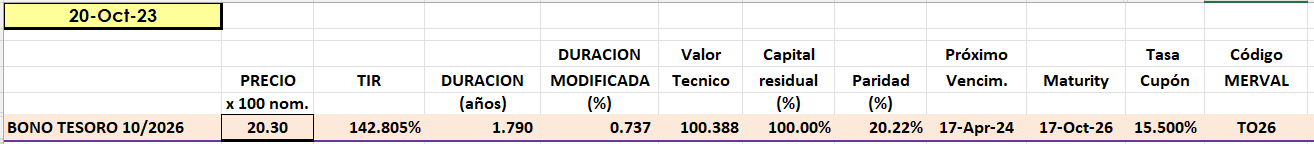 20-Oct-23
DURACION Valor Capital Próximo Tasa Código
PRECIO TIR DURACION MODIFICADA Tecnico residual Paridad Vencim. Maturity Cupón MERVAL
x 100 nom. (años) (%) (%) (%)
BONO TESORO 10/2026 20.30 142.805% 1.790 0.737 100.388 100.00% 20.22% 17-Apr-24 17-Oct-26 15.500% TO26